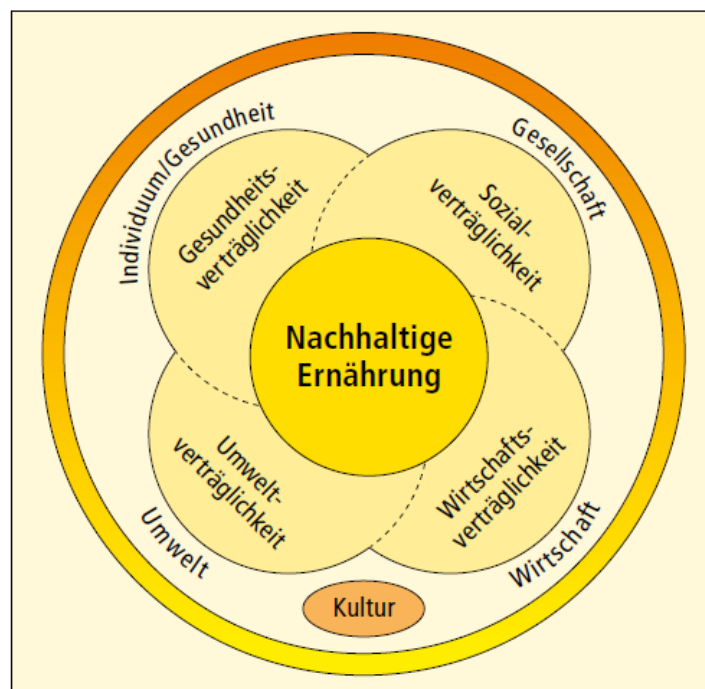 Individuum/Gesundheit
Gesellschaft
Gesundheits-
verträglichkeit
Sozial-
verträglichkeit
Nachhaltige
Ernährung
Umwelt-
verträglichkeit
Wirtschafts-
verträglichkeit
Umwelt
Wirtschaft
Kultur